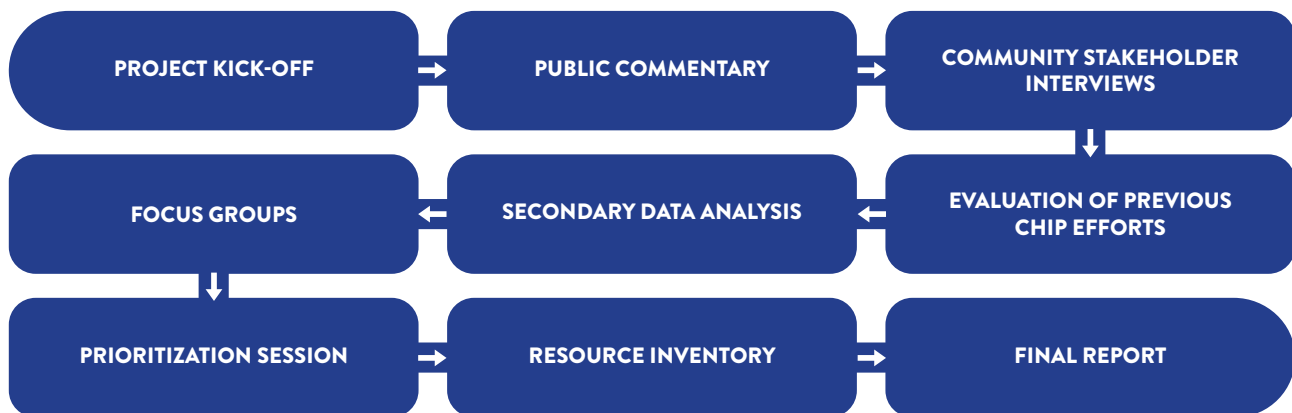 PROJECT KICK-OFF
PUBLIC COMMENTARY
COMMUNITY STAKEHOLDER
INTERVIEWS
EVALUATION OF PREVIOUS
CHIP EFFORTS
SECONDARY DATA ANALYSIS
FOCUS GROUPS
PRIORITIZATION SESSION
RESOURCE INVENTORY
FINAL REPORT